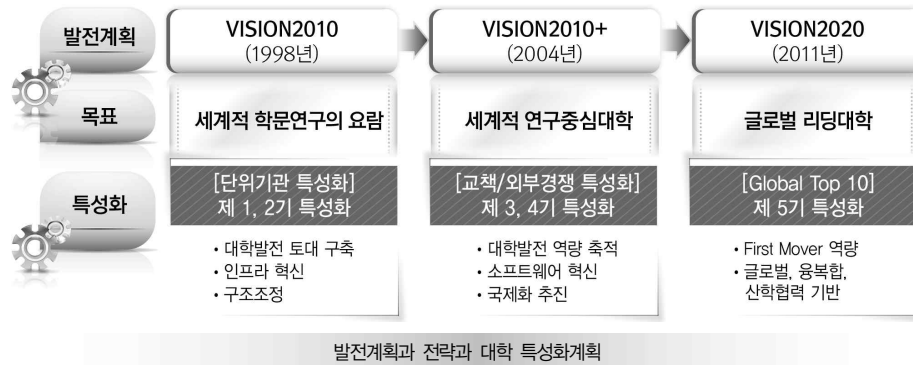 발전계획
VISION2010
(1998년)
VISION2010+
(2004년)
VISION2020
(2011년)
목표
세계적 학문연구의 요람
세계적 연구중심대학
글로벌 리딩대학
특성화
[단위기관 특성화]
제 1, 2기 특성화
• 대학발전 토대 구축
• 인프라 혁신
• 구조조정
[교책/외부경쟁 특성화]
제 3, 4기 특성화
• 대학발전 역량 축적
• 소프트웨어 혁신
• 국제화 추진
[Global Top 10]
제 5기 특성화
• First Mover 역량
• 글로벌, 융복합,
산학협력 기반
발전계획과 전략과 대학 특성화계획